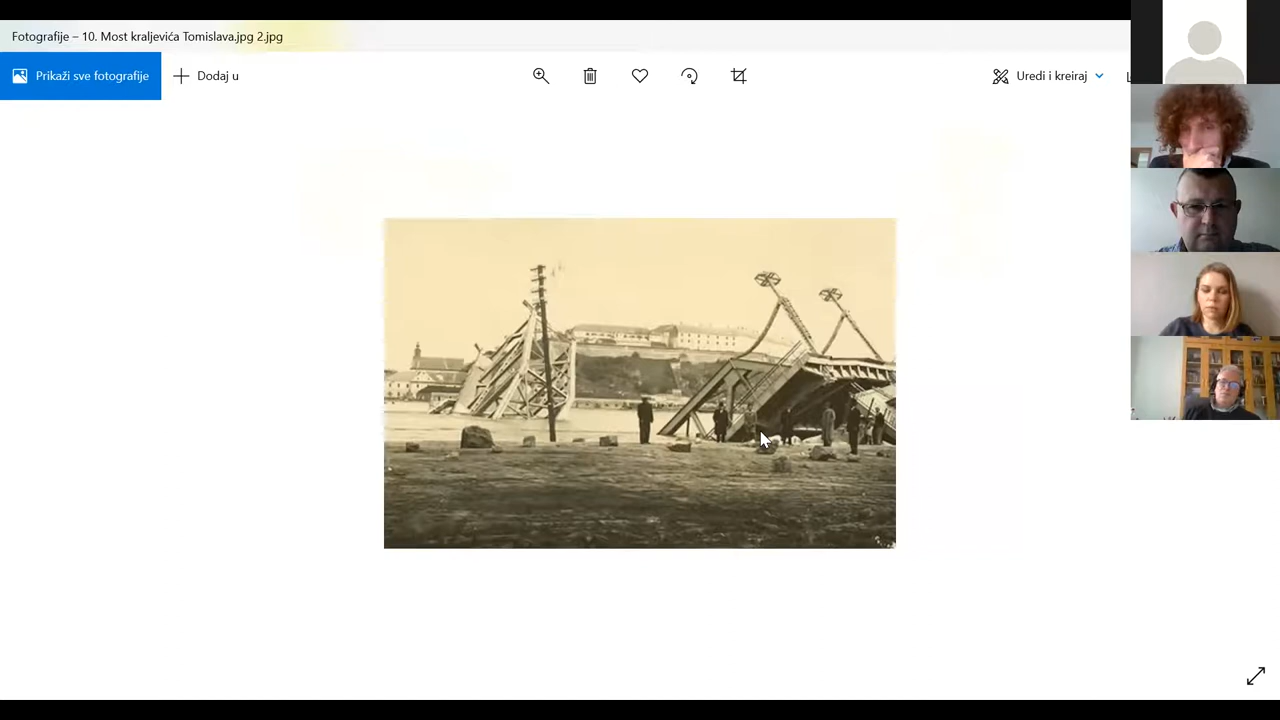 Fotografije – 10. Most kraljevića Tomislava.jpg 2.jpg
Prikaži sve fotografije
Dodaj u
Uredi i kreiraj